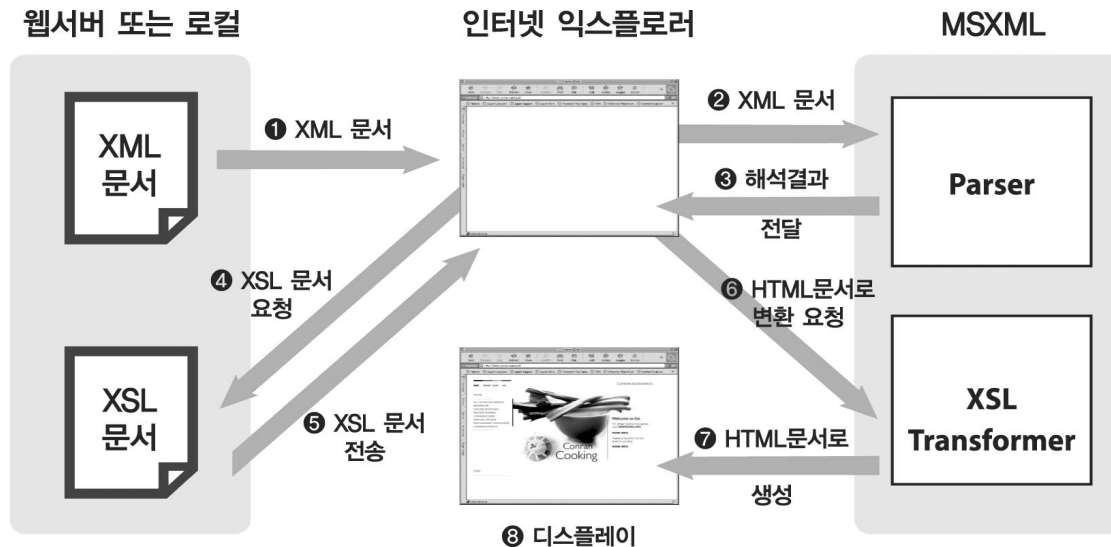 웹서버 또는 로컬
인터넷 익스플로러
MSXML
XML
문서
❶ XML 문서
❷ XML 문서
❸ 해석결과
전달
Parser
❹ XSL 문서
요청
❺ XSL 문서
전송
❻ HTML문서로
변환 요청
XSL
문서
Conran
Cooking
❼ HTML문서로
생성
XSL
Transformer
❽ 디스플레이